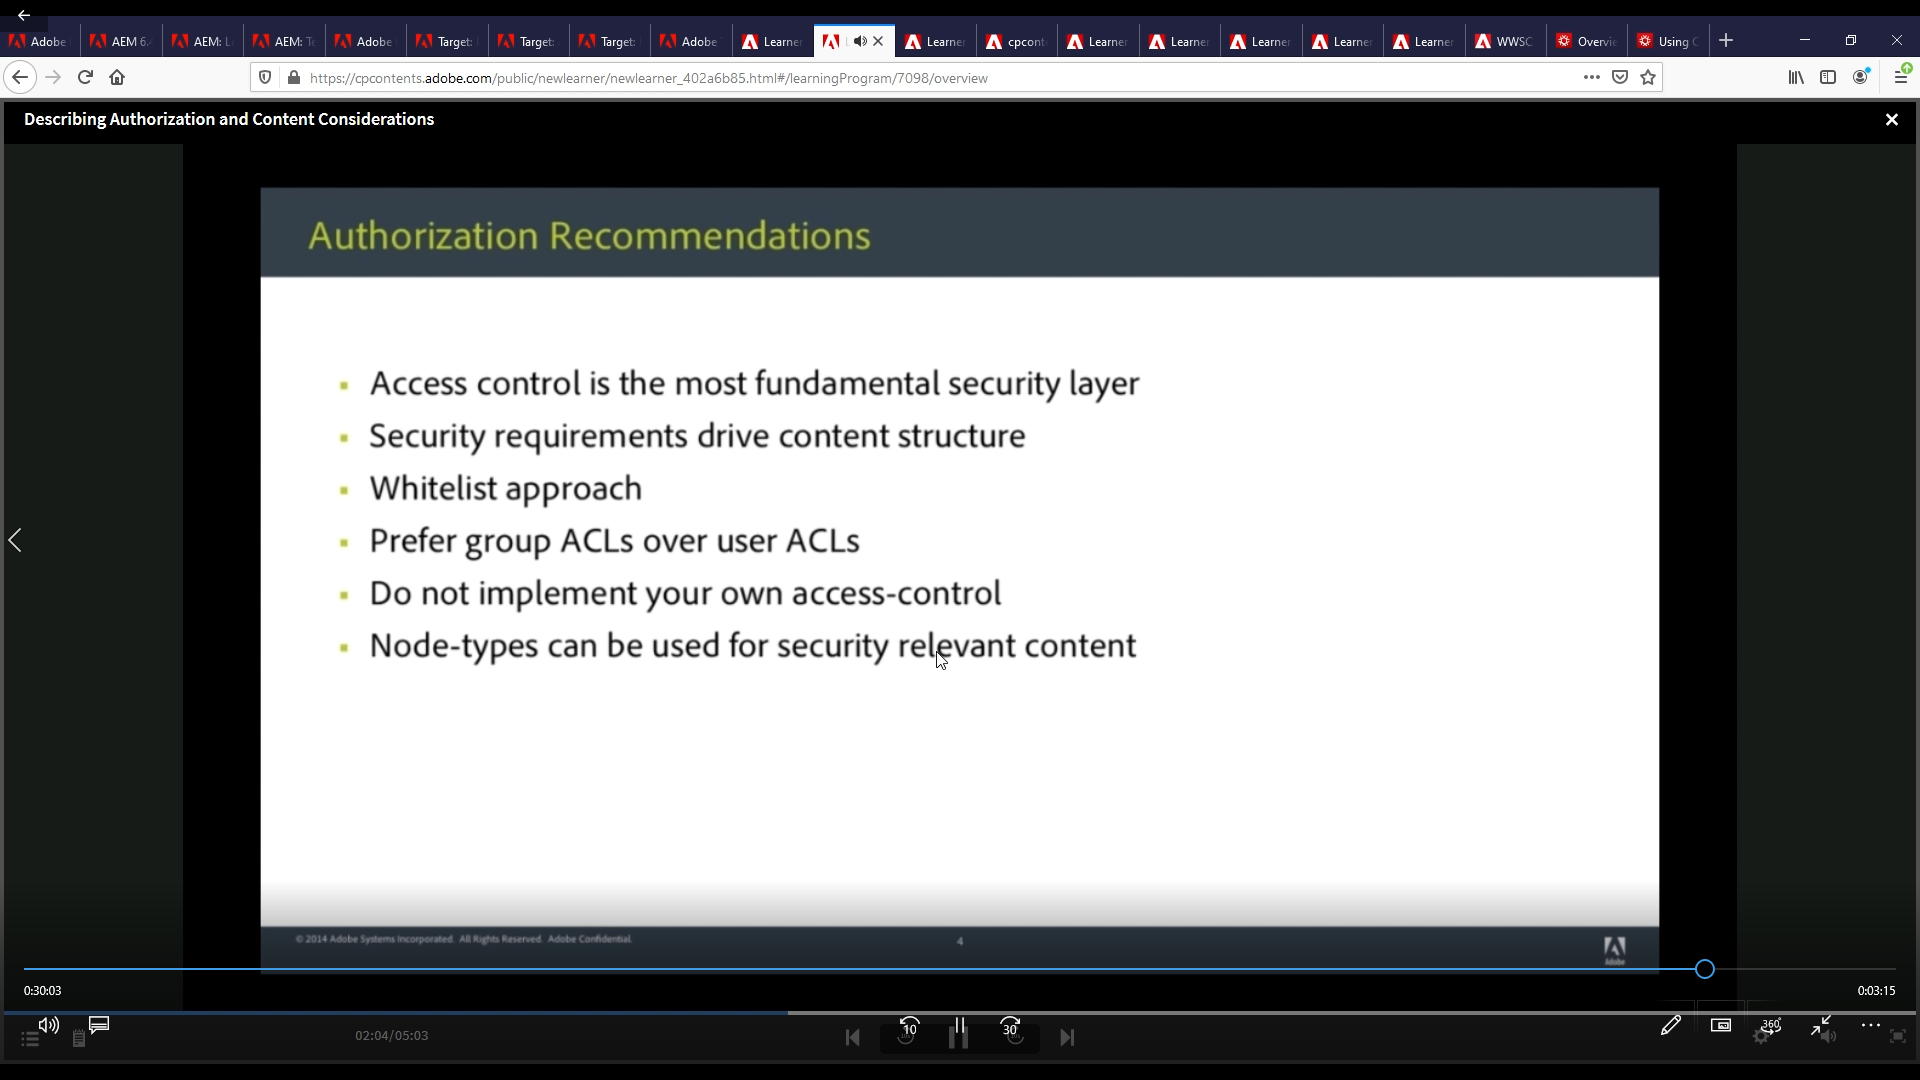 Adobe
AEM 6.
AEM: L
AEM: T
Adobe
Target:
Target:
Target:
Adobe
Learner
Learner
cpcont
Learner
Learner
Learner
Learner
Learner
WWSC
Overvie
Using C
https://cpcontents.adobe.com/public/newlearner/newlearner_402a6b85.html#/learningProgram/7098/overview
Describing Authorization and Content Considerations
Authorization Recommendations
Access control is the most fundamental security layer
Security requirements drive content structure
Whitelist approach
Prefer group ACLs over user ACLs
Do not implement your own access-control
Node-types can be used for security relevant content
© 2014 Adobe Systems Incorporated. All Rights Reserved. Adobe Confidential.
4
Adobe
0:30:03
0:03:15
02:04/05:03
10
30
360°